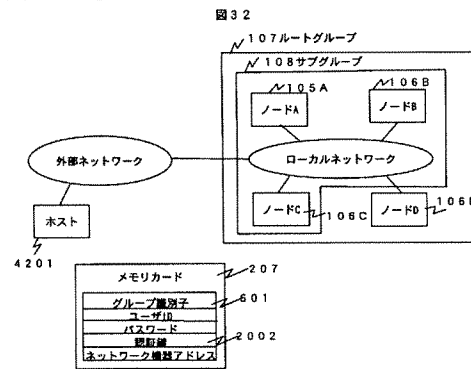 図32
107ルートグループ
108サブグループ
105A
106B
ノードA
ノードB
外部ネットワーク
ローカルネットワーク
ホスト
ノードC
ノードD
106C
4201
メモリカード
207
グループ識別子
601
ユーザID
パスワード
認証鍵
2002
ネットワーク機器アドレス